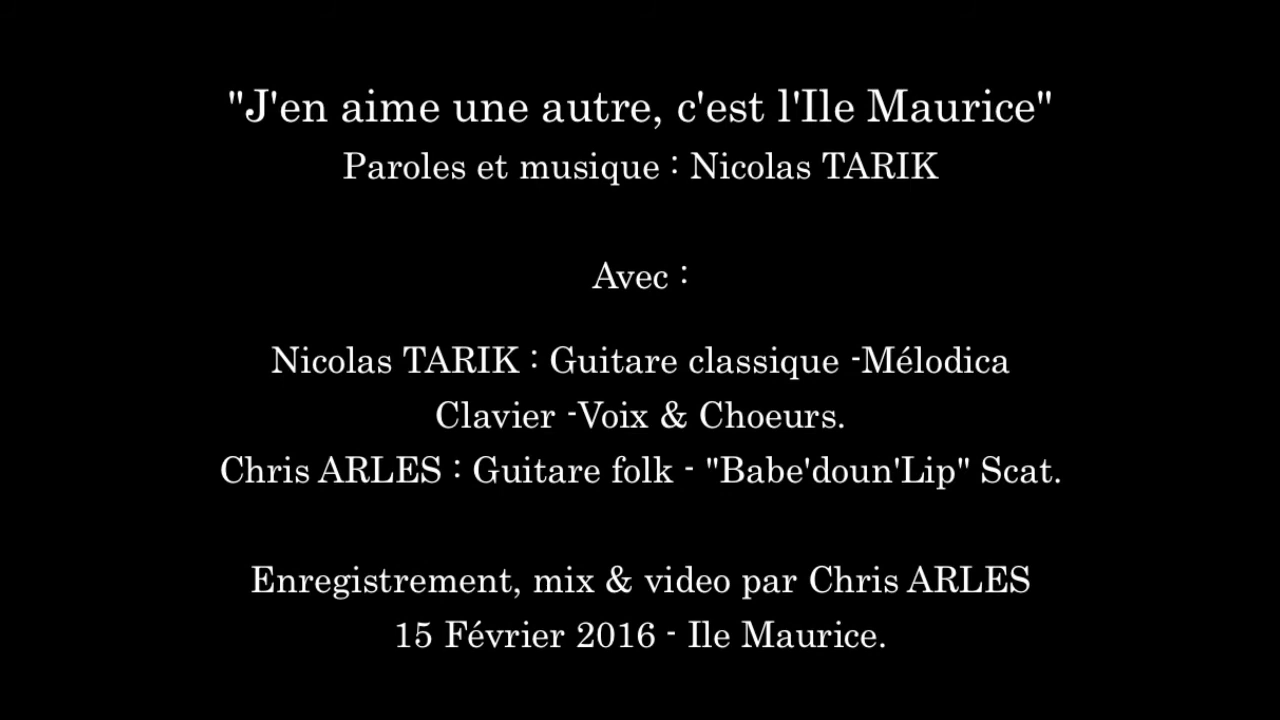 "J'en aime une autre, c'est l'Ile Maurice"
Paroles et musique : Nicolas TARIK
Avec :
Nicolas TARIK : Guitare classique -Mélodica
Clavier -Voix & Choeurs.
Chris ARLES : Guitare folk - "Babe'doun'Lip" Scat.
Enregistrement, mix & video par Chris ARLES
15 Février 2016 - Ile Maurice.